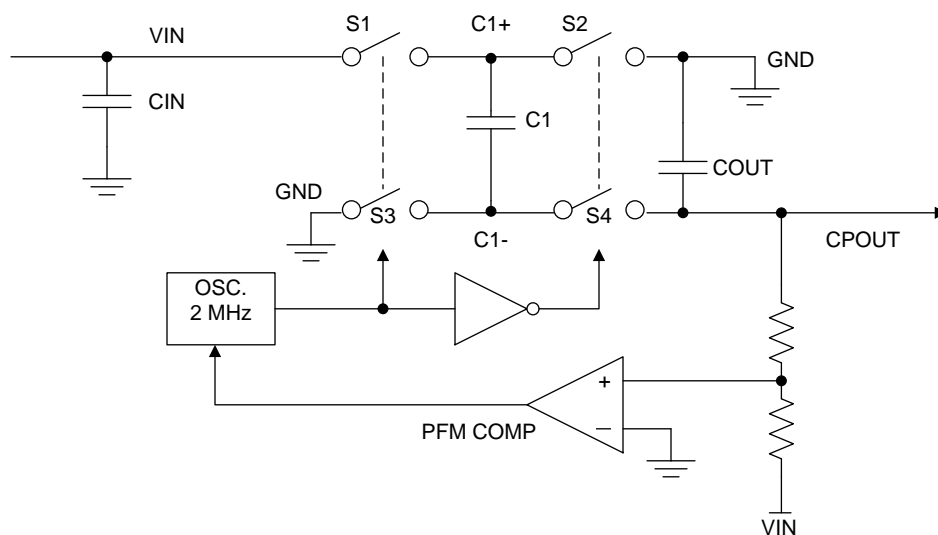 S1
C1+
S2
VIN
GND
CIN
C1
COUT
GND
S3
S4
C1-
CPOUT
OSC.
2 MHz
+
−
PFM COMP
VIN